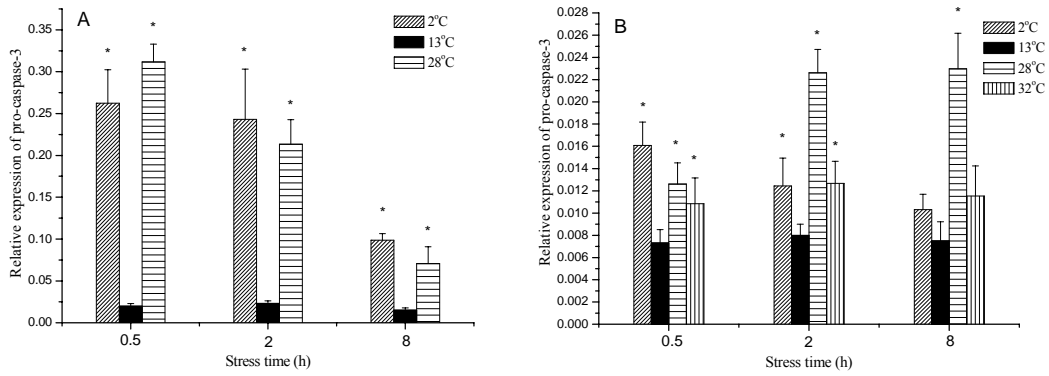 A
2°C
13°C
28°C
Relative expression of pro-caspase-3
0.35
0.30
0.25
0.20
0.15
0.10
0.05
0.00
* * * * * *
0.5 2 8
Stress time (h)
B
2°C
13°C
28°C
32°C
Relative expression of pro-caspase-3
0.028
0.026
0.024
0.022
0.020
0.018
0.016
0.014
0.012
0.010
0.008
0.006
0.004
0.002
0.000
* * * * * * *
0.5 2 8
Stress time (h)